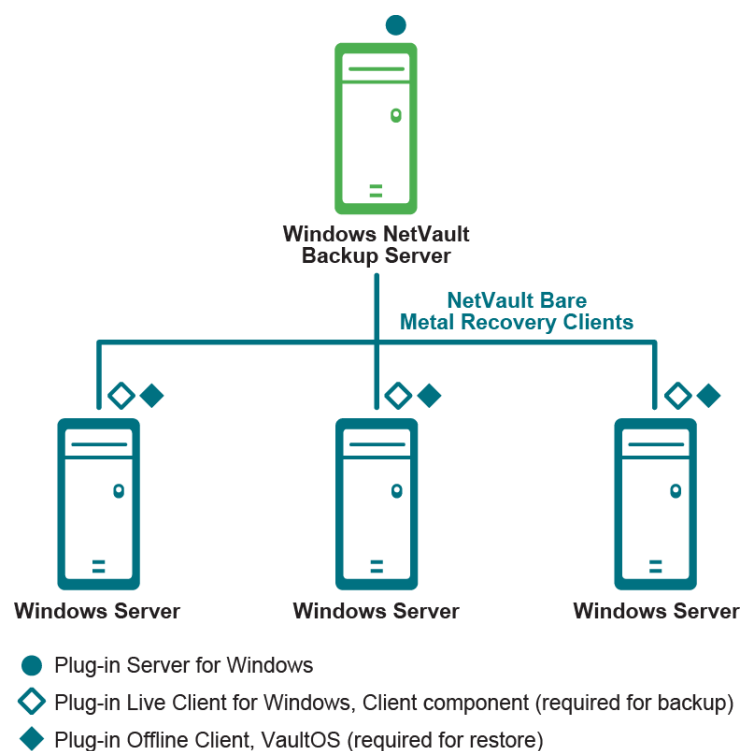 Windows NetVault
Backup Server
NetVault Bare
Metal Recovery Clients
Windows Server
Windows Server
Windows Server
Plug-in Server for Windows
Plug-in Live Client for Windows, Client component (required for backup)
Plug-in Offline Client, VaultOS (required for restore)